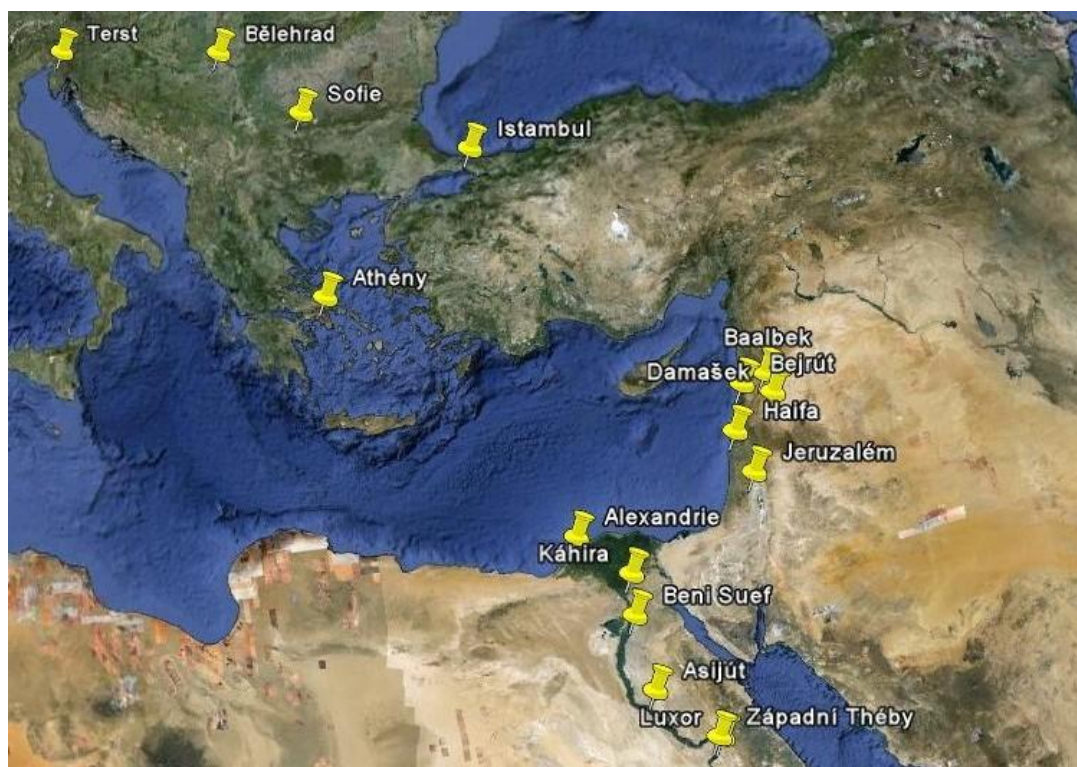 Terst
Bělehrad
Sofie
Istambul
Athény
Baalbek
Bejrút
Damašek
Haifa
Jeruzalém
Alexandrie
Káhira
Beni Suef
Asijút
Luxor
Západní Théby